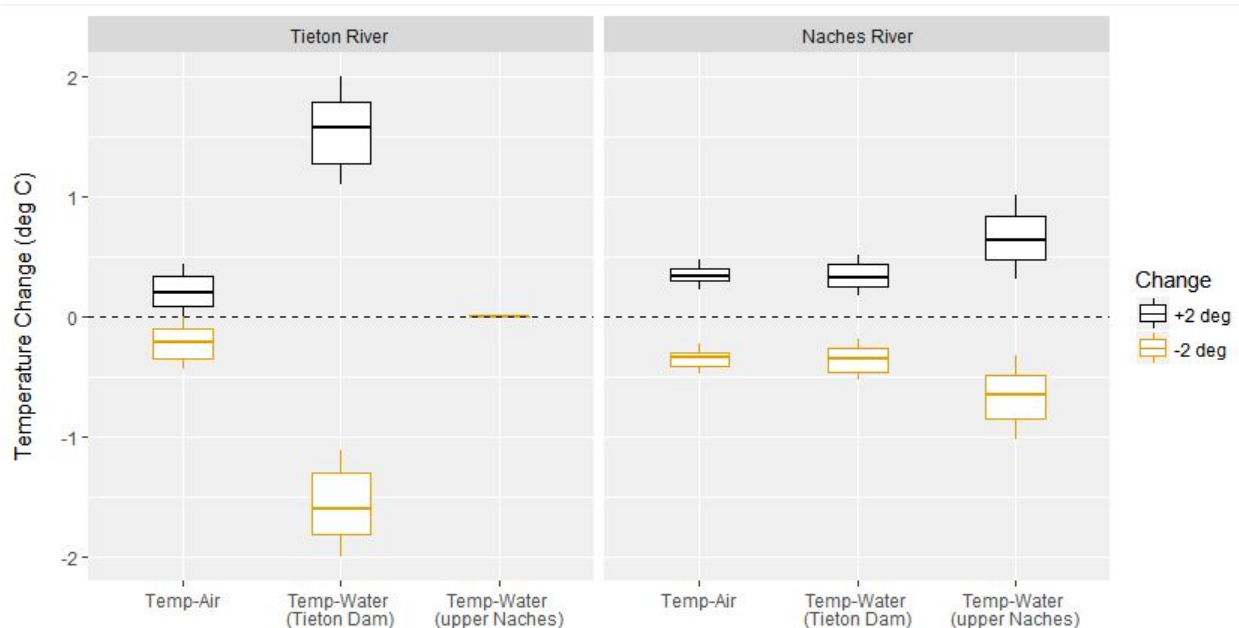 Tieton River
Naches River
Temperature Change (deg C)
2
1
0
-1
-2
Temp-Air
Temp-Water
(Tieton Dam)
Temp-Water
(upper Naches)
Temp-Air
Temp-Water
(Tieton Dam)
Temp-Water
(upper Naches)
Change
+2 deg
-2 deg